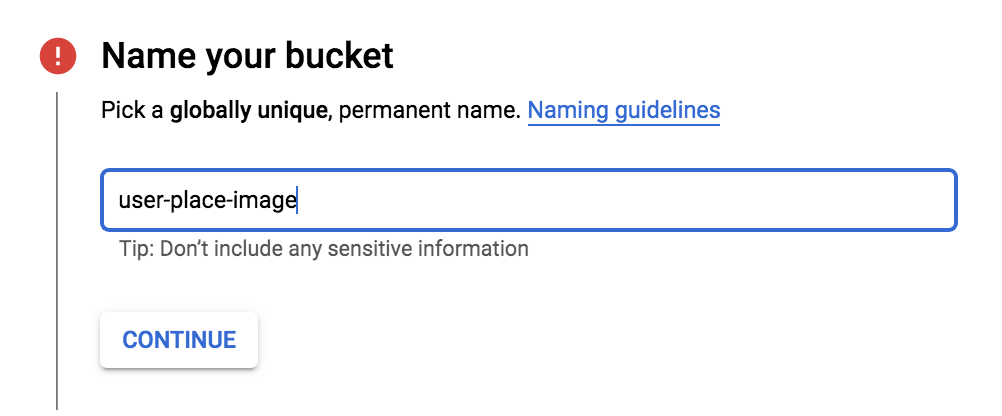 !
Name your bucket
Pick a globally unique, permanent name. Naming guidelines
user-place-image
Tip: Don’t include any sensitive information
CONTINUE